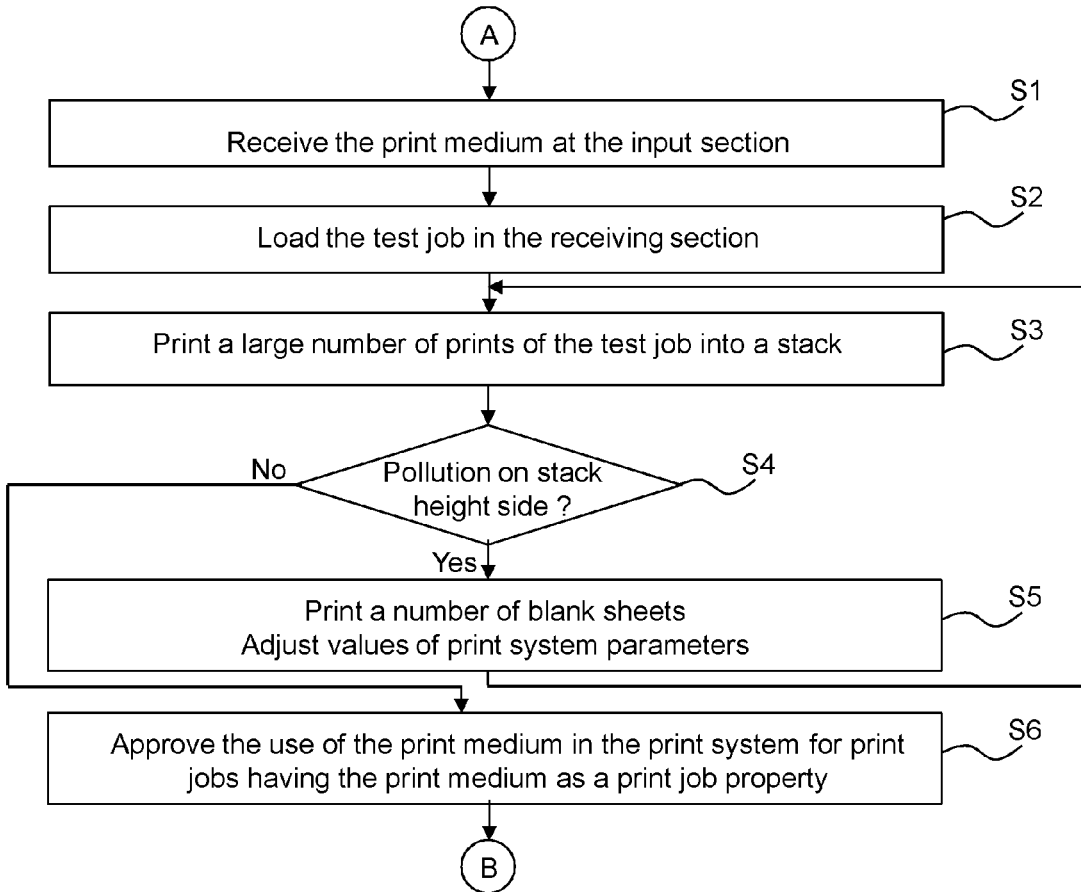 A
S1
Receive the print medium at the input section
S2
Load the test job in the receiving section
S3
Print a large number of prints of the test job into a stack
No
Pollution on stack
height side ?
S4
Yes
S5
Print a number of blank sheets
Adjust values of print system parameters
S6
Approve the use of the print medium in the print system for print
jobs having the print medium as a print job property
B